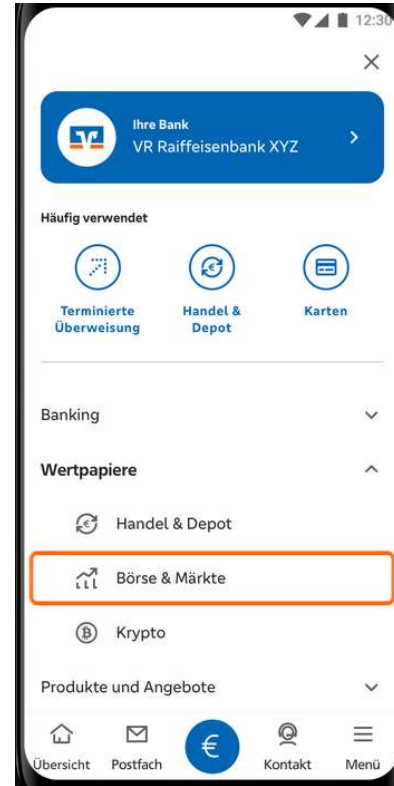 12:30
Ihre Bank
VR Raiffeisenbank XYZ
Häufig verwendet
Terminierte
Überweisung
Handel &
Depot
Karten
Banking
Wertpapiere
Handel & Depot
Börse & Märkte
Krypto
Produkte und Angebote
€
Übersicht
Postfach
Kontakt
Menü